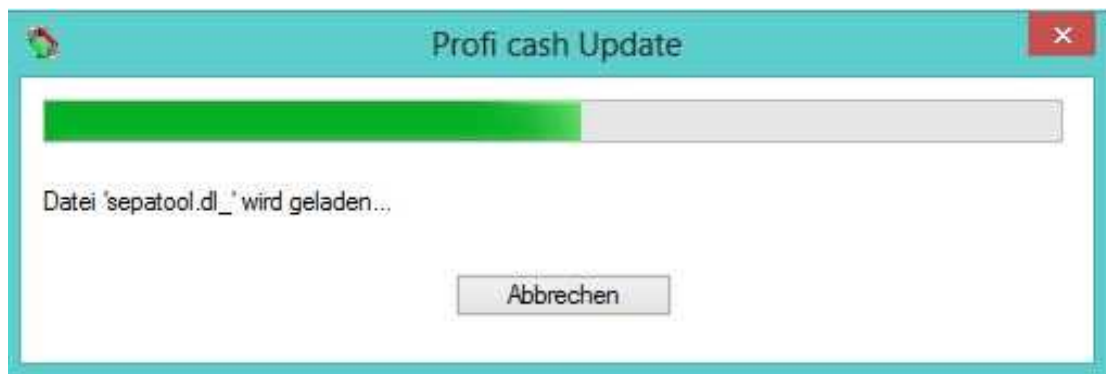 Profi cash Update
Datei 'sepatool.dl_' wird geladen...
Abbrechen